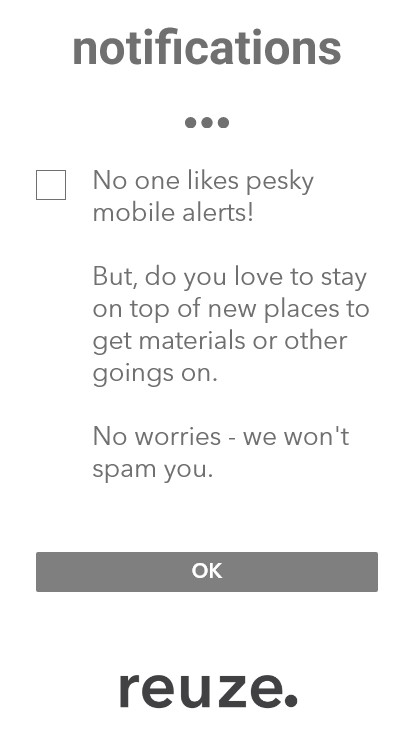 notifications
•••
No one likes pesky
mobile alerts!
But, do you love to stay
on top of new places to
get materials or other
goings on.
No worries - we won't
spam you.
OK
reuze.